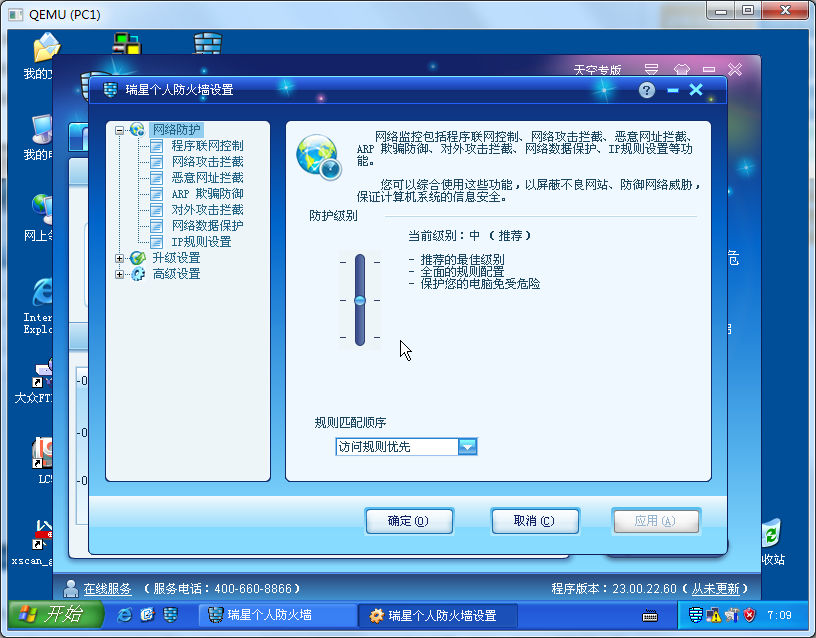 QEMU (PC1)
我的文
天空专版
瑞星个人防火墙设置
网络防护
程序联网控制
网络攻击拦截
恶意网址拦截
ARP 欺骗防御
对外攻击拦截
网络数据保护
IP规则设置
升级设置
高级设置
网络监控包括程序联网控制、网络攻击拦截、恶意网址拦截、
ARP 欺骗防御、对外攻击拦截、网络数据保护、IP规则设置等功
能。
您可以综合使用这些功能，以屏蔽不良网站、防御网络威胁，
保证计算机系统的信息安全。
防护级别
当前级别：中 （ 推荐 ）
- 推荐的最佳级别
- 全面的规则配置
- 保护您的电脑免受危险
规则匹配顺序
访问规则优先
确定(O)
取消(C)
应用(A)
我的电
网上邻
Inter
Explo
大众FT
LC
xscan_g
危
-0
-0
-0
收站
在线服务 （ 服务电话：400-660-8866 ）
程序版本：23.00.22.60 （ 从未更新 ）
开始
瑞星个人防火墙
瑞星个人防火墙设置
7:09